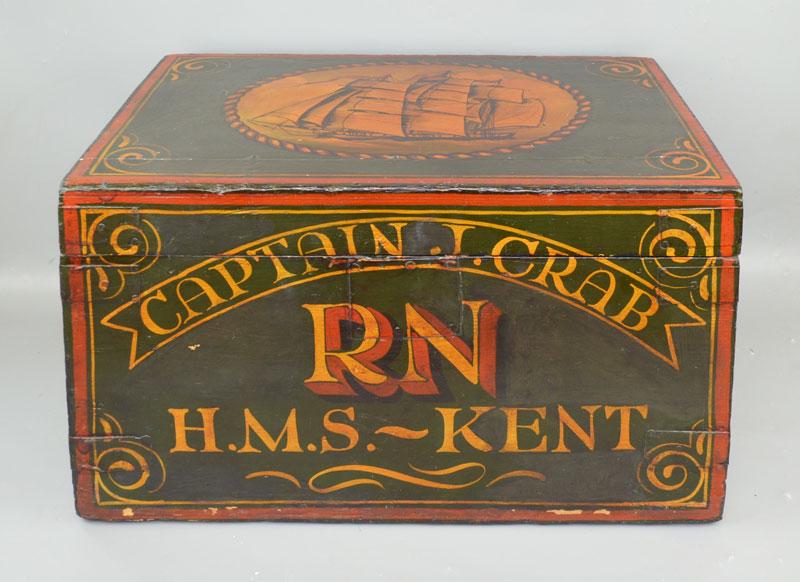 CAPTAIN J. CRAB
RN
H.M.S.~KENT